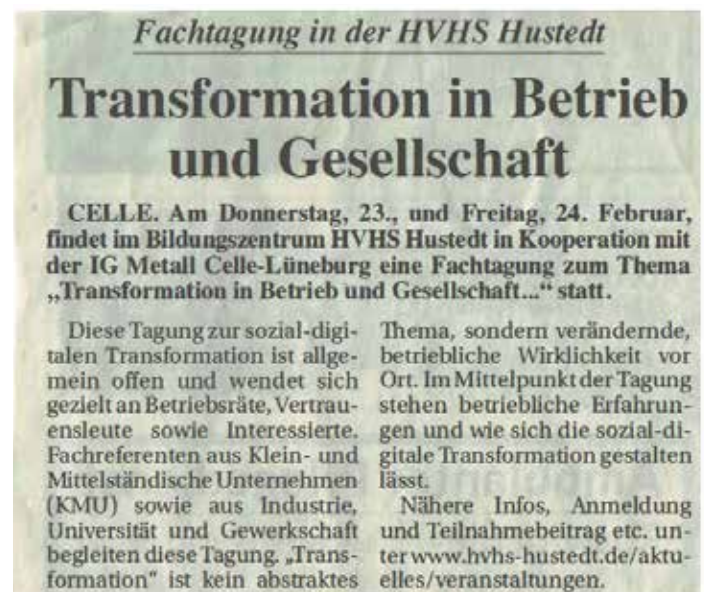 Fachtagung in der HVHS Hustedt
Transformation in Betrieb
und Gesellschaft
CELLE. Am Donnerstag, 23., und Freitag, 24. Februar,
findet im Bildungszentrum HVHS Hustedt in Kooperation mit
der IG Metall Celle-Lüneburg eine Fachtagung zum Thema
„Transformation in Betrieb und Gesellschaft...“ statt.
Diese Tagung zur sozial-digi-
talen Transformation ist allge-
mein offen und wendet sich
gezielt an Betriebsräte, Vertrau-
ensleute sowie Interessierte.
Fachreferenten aus Klein- und
Mittelständische Unternehmen
(KMU) sowie aus Industrie,
Universität und Gewerkschaft
begleiten diese Tagung. „Trans-
formation“ ist kein abstraktes
Thema, sondern verändernde,
betriebliche Wirklichkeit vor
Ort. Im Mittelpunkt der Tagung
stehen betriebliche Erfahrun-
gen und wie sich die sozial-di-
gitale Transformation gestalten
lässt.
Nähere Infos, Anmeldung
und Teilnahmebeitrag etc. un-
ter www.hvhs-hustedt.de/aktu-
elles/veranstaltungen.